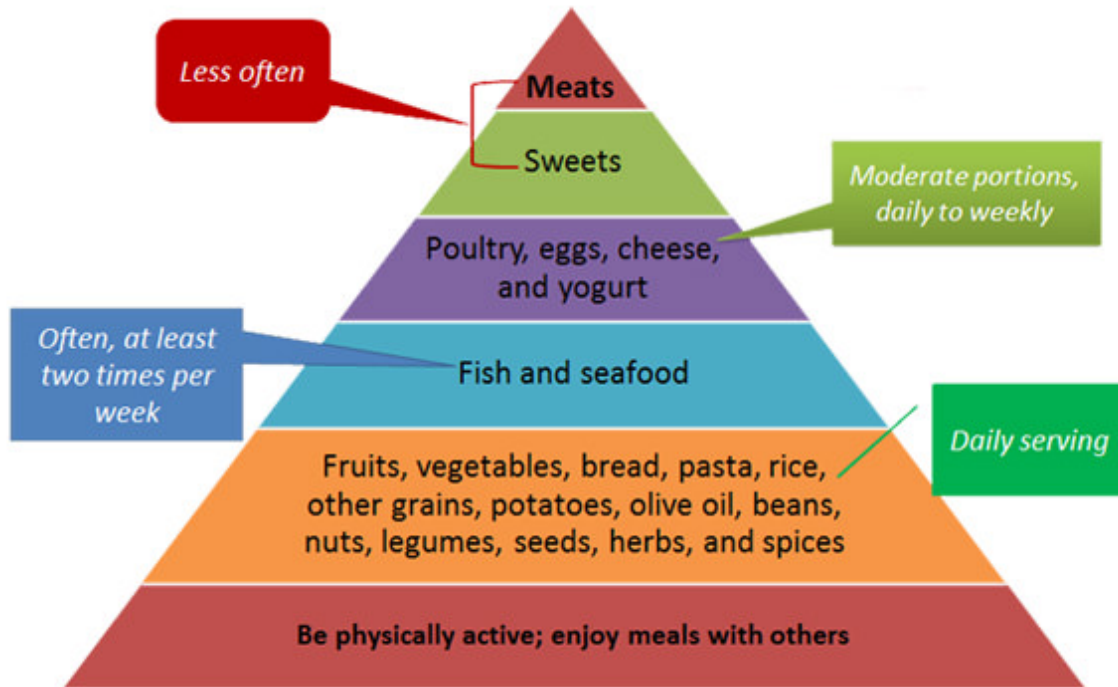 Less often
Meats
Sweets
Moderate portions,
daily to weekly
Poultry, eggs, cheese,
and yogurt
Often, at least
two times per
week
Fish and seafood
Daily serving
Fruits, vegetables, bread, pasta, rice,
other grains, potatoes, olive oil, beans,
nuts, legumes, seeds, herbs, and spices
Be physically active; enjoy meals with others